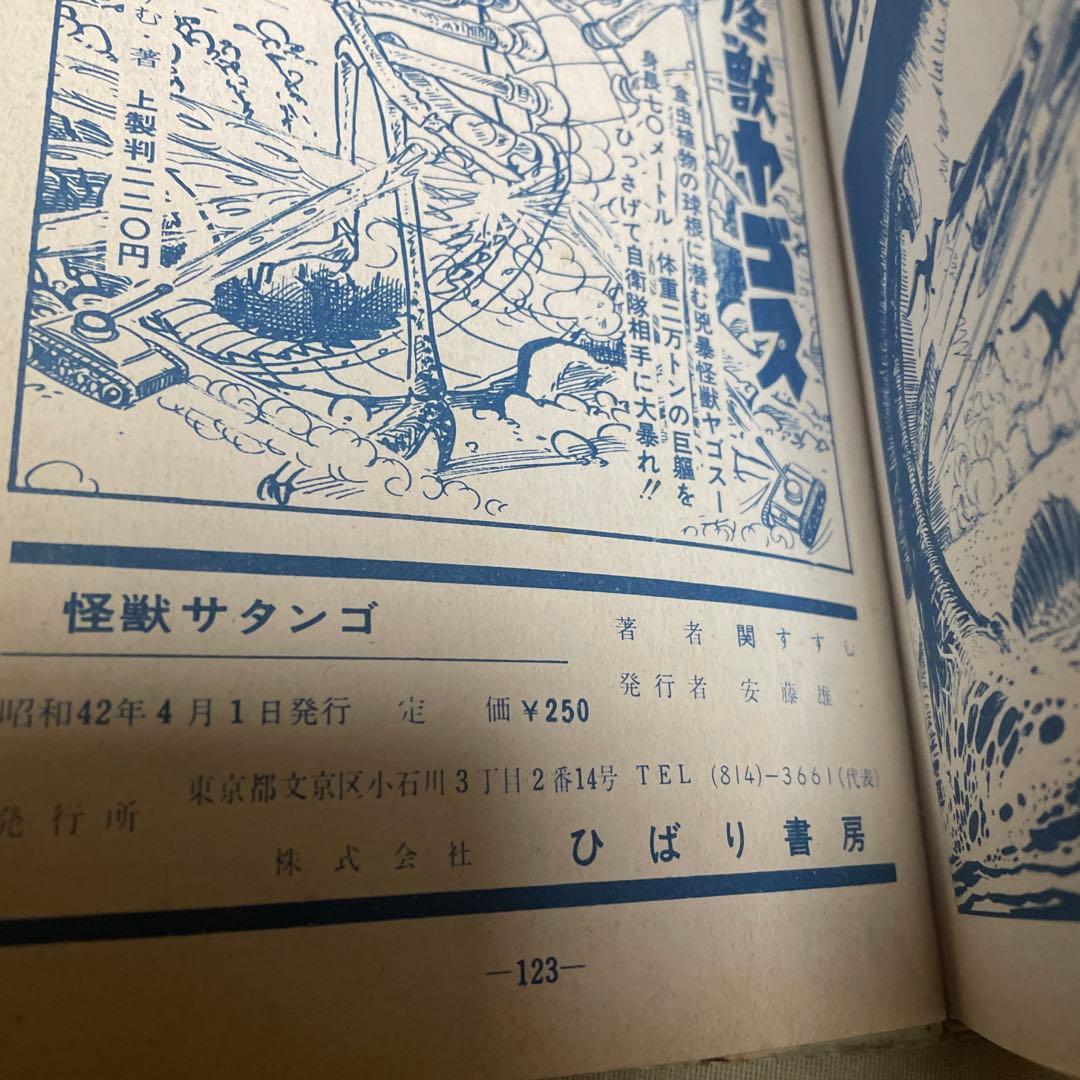 怪獣ヤゴス
食虫植物の球根に潜む兇暴怪獣ヤゴスー
身長七〇メートル・体重二万トンの巨軀を
ひっさげて自衛隊相手に大暴れ!!
すむ・著 上製判二二〇円
怪獣サタンゴ
著者 関すすむ
発行者 安藤雄二
昭和42年4月1日発行 定価¥250
東京都文京区小石川3丁目2番14号 TEL (814)-3661(代表)
発行所
株式会社 ひばり書房
—123—